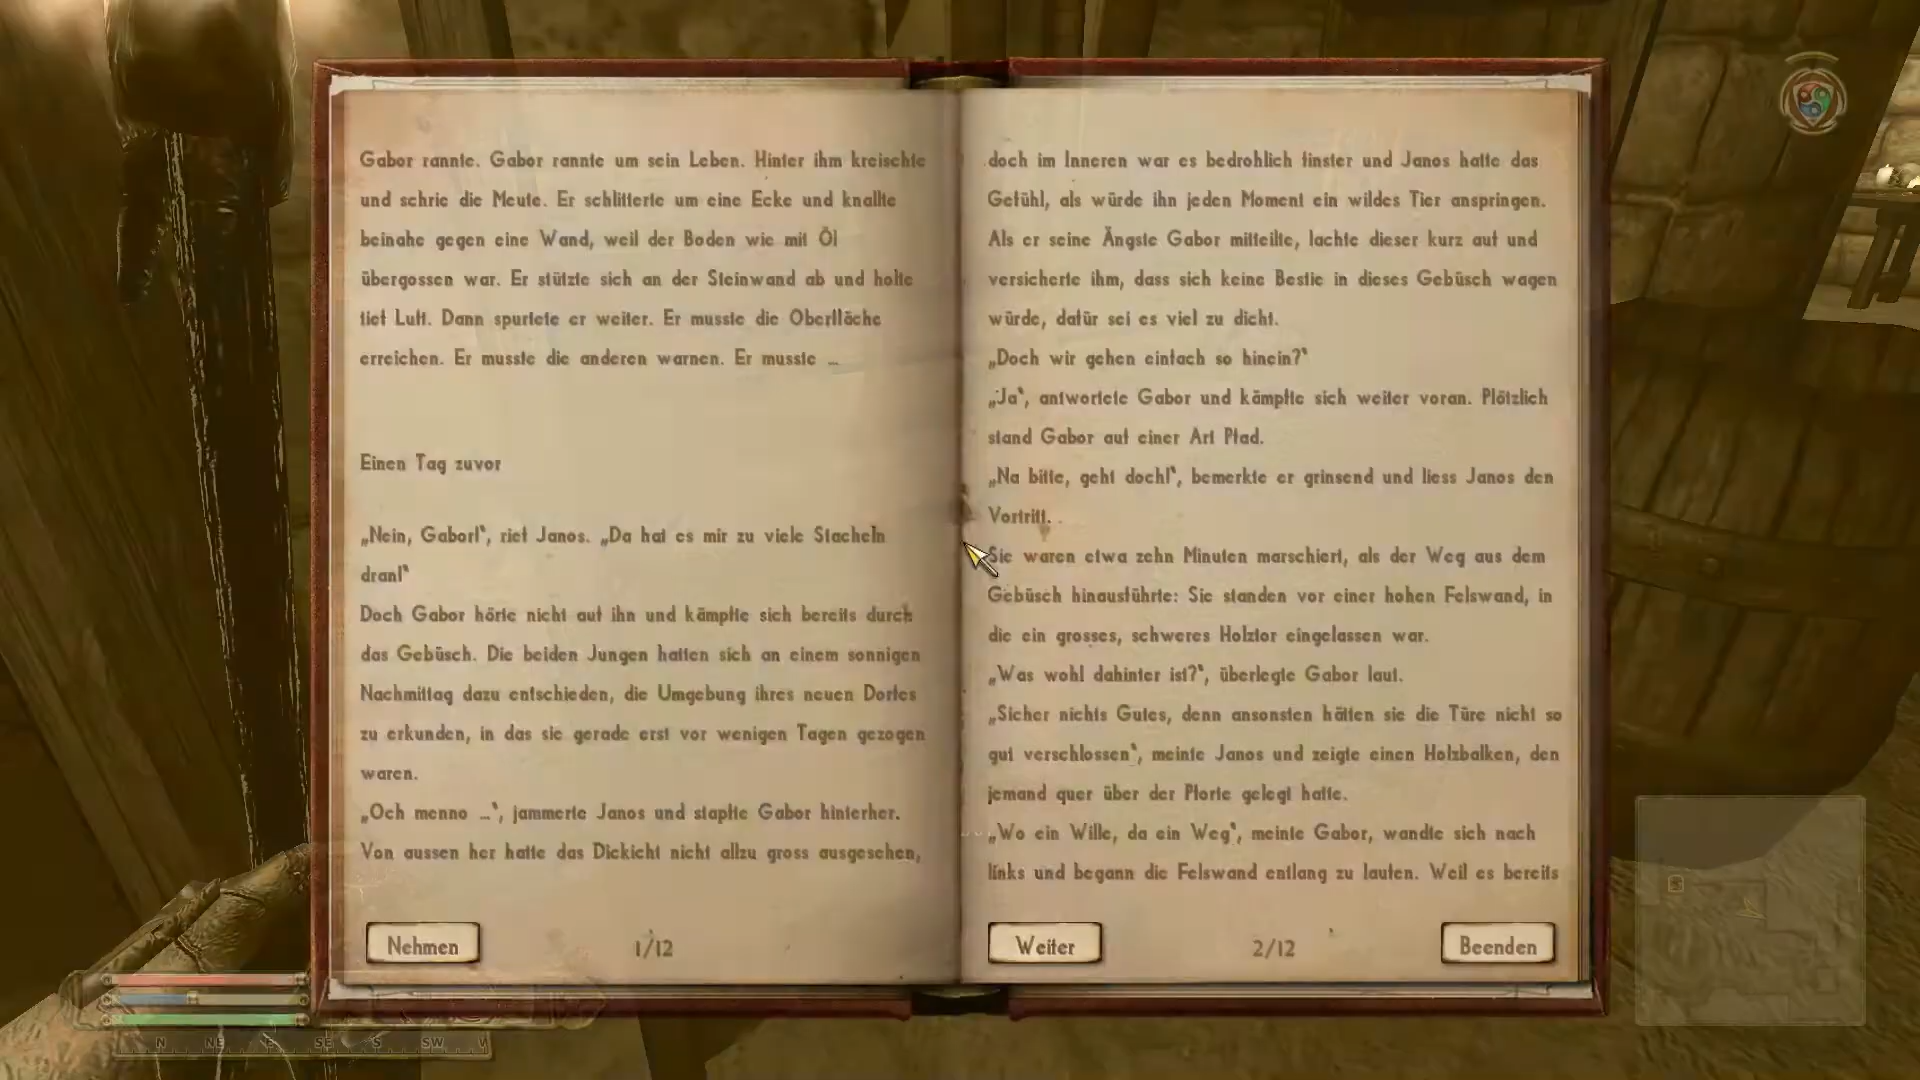 Gabor rannte. Gabor rannte um sein Leben. Hinter ihm kreischte
und schrie die Meute. Er schlitterte um eine Ecke und knallte
beinahe gegen eine Wand, weil der Boden wie mit Öl
übergossen war. Er stützte sich an der Steinwand ab und holte
tief Luft. Dann spurtete er weiter. Er musste die Oberfläche
erreichen. Er musste die anderen warnen. Er musste ...
Einen Tag zuvor
„Nein, Gabor!“, rief Janos. „Da hat es mir zu viele Stacheln
dran!“
Doch Gabor hörte nicht auf ihn und kämpfte sich bereits durch
das Gebüsch. Die beiden Jungen hatten sich an einem sonnigen
Nachmittag dazu entschieden, die Umgebung ihres neuen Dorfes
zu erkunden, in das sie gerade erst vor wenigen Tagen gezogen
waren.
„Och menno ...“, jammerte Janos und stapfte Gabor hinterher.
Von aussen her hatte das Dickicht nicht allzu gross ausgesehen,
Nehmen
1/12
doch im Inneren war es bedrohlich finster und Janos hatte das
Gefühl, als würde ihn jeden Moment ein wildes Tier anspringen.
Als er seine Ängste Gabor mitteilte, lachte dieser kurz auf und
versicherte ihm, dass sich keine Bestie in dieses Gebüsch wagen
würde, dafür sei es viel zu dicht.
„Doch wir gehen einfach so hinein?“
„Ja“, antwortete Gabor und kämpfte sich weiter voran. Plötzlich
stand Gabor auf einer Art Pfad.
„Na bitte, geht doch!“, bemerkte er grinsend und liess Janos den
Vortritt.
Sie waren etwa zehn Minuten marschiert, als der Weg aus dem
Gebüsch hinausführte: Sie standen vor einer hohen Felswand, in
die ein grosses, schweres Holztor eingelassen war.
„Was wohl dahinter ist?“, überlegte Gabor laut.
„Sicher nichts Gutes, denn ansonsten hätten sie die Türe nicht so
gut verschlossen“, meinte Janos und zeigte einen Holzbalken, den
jemand quer über der Pforte gelegt hatte.
„Wo ein Wille, da ein Weg“, meinte Gabor, wandte sich nach
links und begann die Felswand entlang zu laufen. Weil es bereits
Weiter
2/12
Beenden
N NE E SE S SW